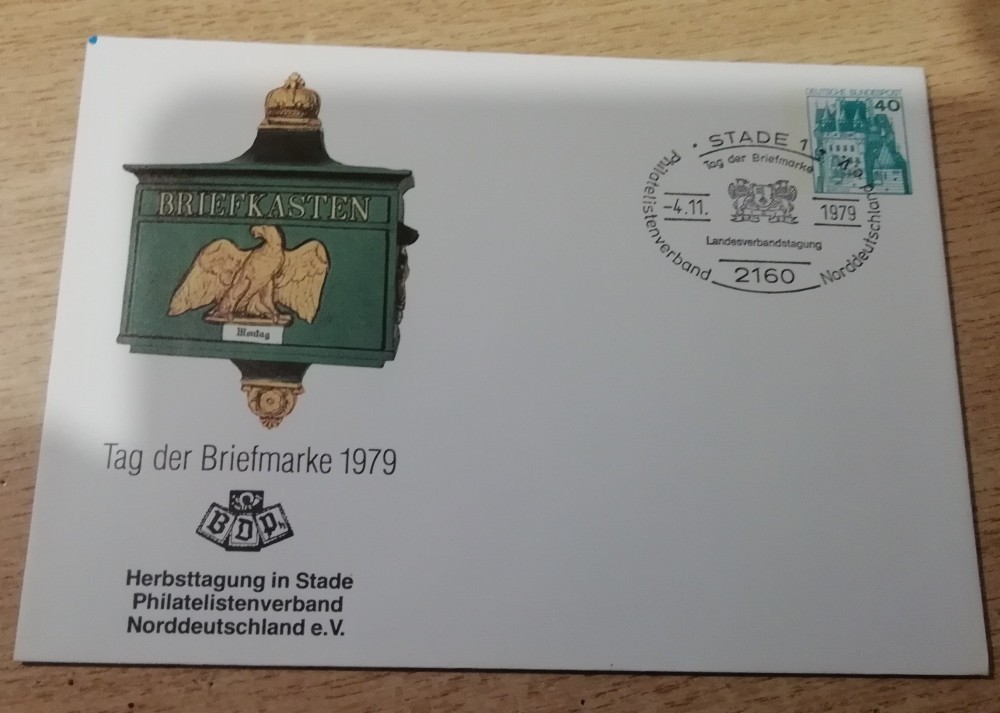 DEUTSCHE BUNDESPOST
40
STADE 1
Tag der Briefmarke
-4.11.
1979
Landesverbandstagung
2160
Philatelistenverband
Norddeutschland
BRIEFKASTEN
Montag
Tag der Briefmarke 1979
BDPh
Herbsttagung in Stade
Philatelistenverband
Norddeutschland e.V.